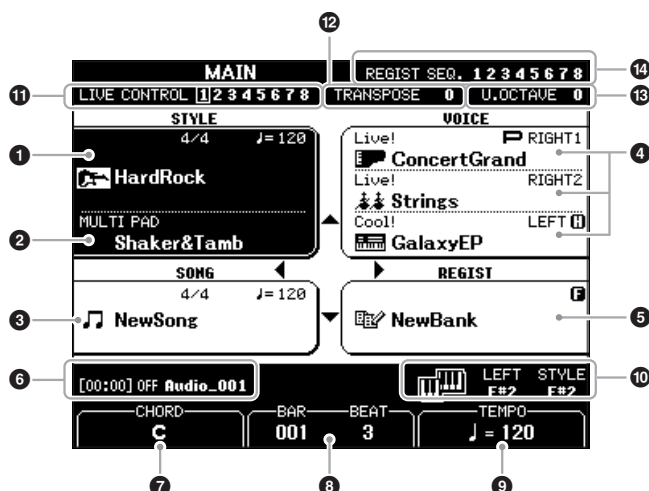 12
MAIN REGIST SEQ. 1 2 3 4 5 6 7 8 14
11 LIVE CONTROL 1 2 3 4 5 6 7 8 TRANSPOSE 0 U.OCTAVE 0 13
STYLE VOICE
1 4/4 ♩=120 Live! P RIGHT1 4
HardRock ConcertGrand
Live! RIGHT2
Strings
2 MULTI PAD Cool! LEFT H
Shaker&Tamb GalaxyEP
SONG REGIST
4/4 ♩=120 F
3 NewSong NewBank 5
6 [00:00] OFF Audio_001 LEFT STYLE 10
F#2 F#2
CHORD BAR BEAT TEMPO
C 001 3 ♩ = 120
7 8 9